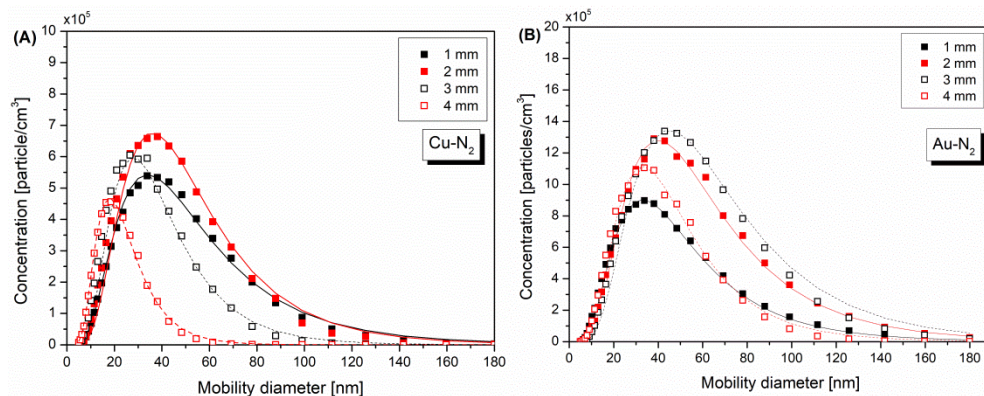 (A)
x10⁵
10
9
8
7
6
5
4
3
2
1
0
Concentration [particle/cm³]
1 mm
2 mm
3 mm
4 mm
Cu-N₂
0 20 40 60 80 100 120 140 160 180
Mobility diameter [nm]
(B)
x10⁵
20
18
16
14
12
10
8
6
4
2
0
Concentration [particles/cm³]
1 mm
2 mm
3 mm
4 mm
Au-N₂
0 20 40 60 80 100 120 140 160 180
Mobility diameter [nm]